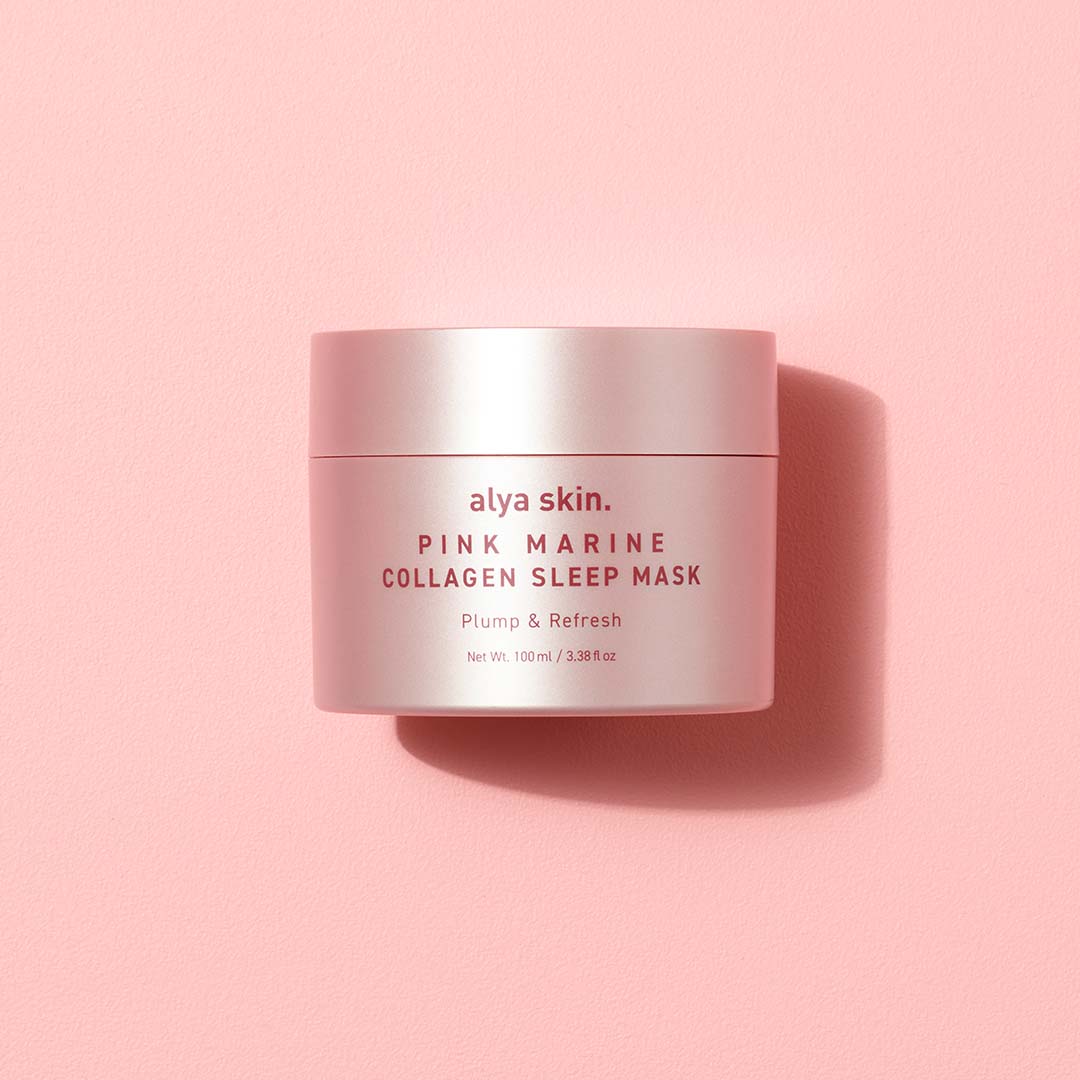 alya skin.
PINK MARINE
COLLAGEN SLEEP MASK
Plump & Refresh
Net Wt. 100 ml / 3.38 fl oz